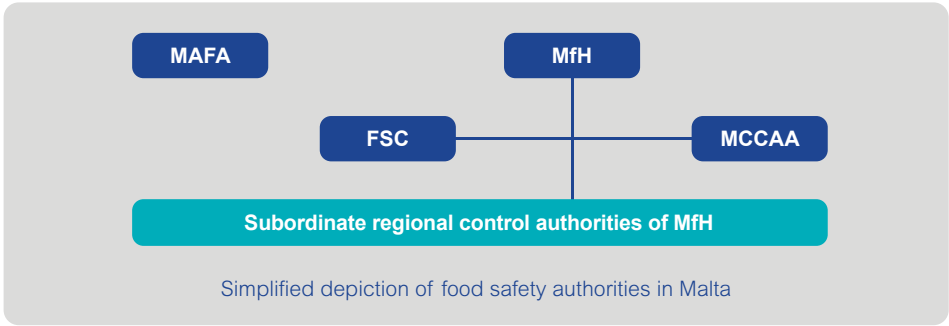 MAFA
MfH
FSC
MCCAA
Subordinate regional control authorities of MfH
Simplified depiction of food safety authorities in Malta